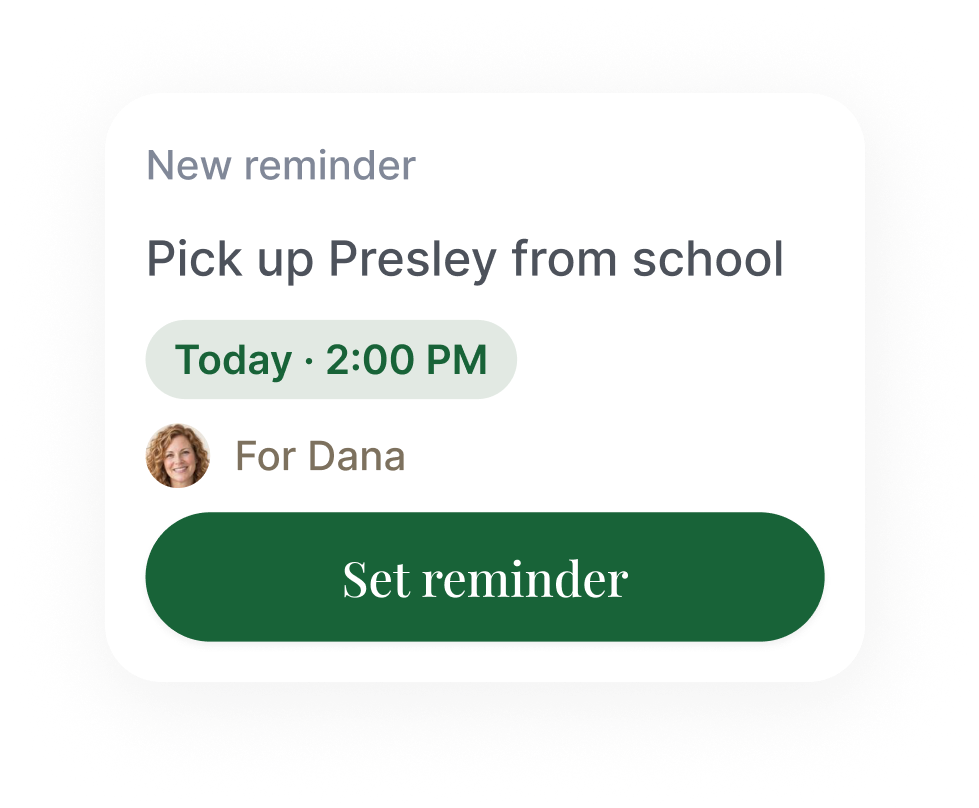 New reminder
Pick up Presley from school
Today · 2:00 PM
For Dana
Set reminder